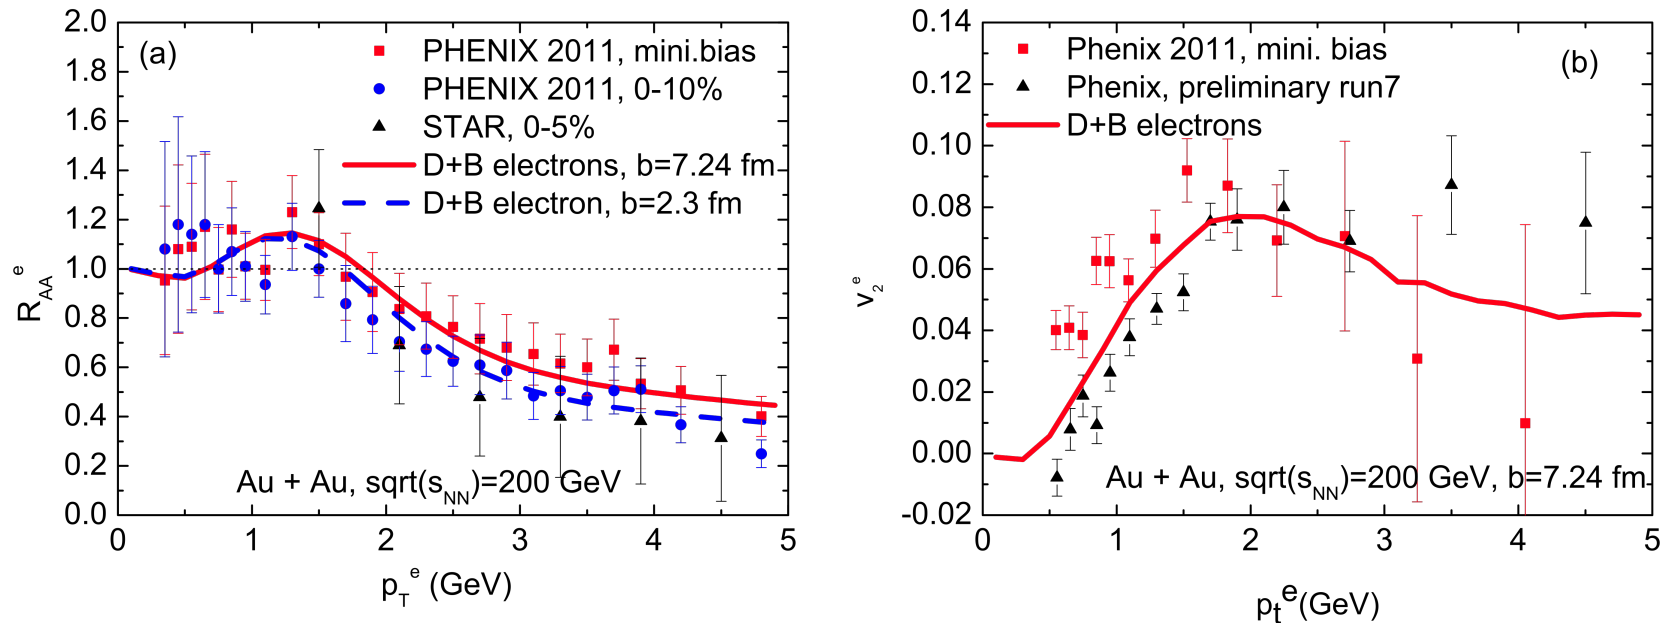 (a)
PHENIX 2011, mini.bias
PHENIX 2011, 0-10%
STAR, 0-5%
D+B electrons, b=7.24 fm
D+B electron, b=2.3 fm
Au + Au, sqrt(s_NN)=200 GeV
2.0
1.8
1.6
1.4
1.2
1.0
0.8
0.6
0.4
0.2
0.0
R_AA^e
0 1 2 3 4 5
p_T^e (GeV)
(b)
Phenix 2011, mini. bias
Phenix, preliminary run7
D+B electrons
Au + Au, sqrt(s_NN)=200 GeV, b=7.24 fm
0.14
0.12
0.10
0.08
0.06
0.04
0.02
0.00
-0.02
v_2^e
0 1 2 3 4 5
p_t^e(GeV)